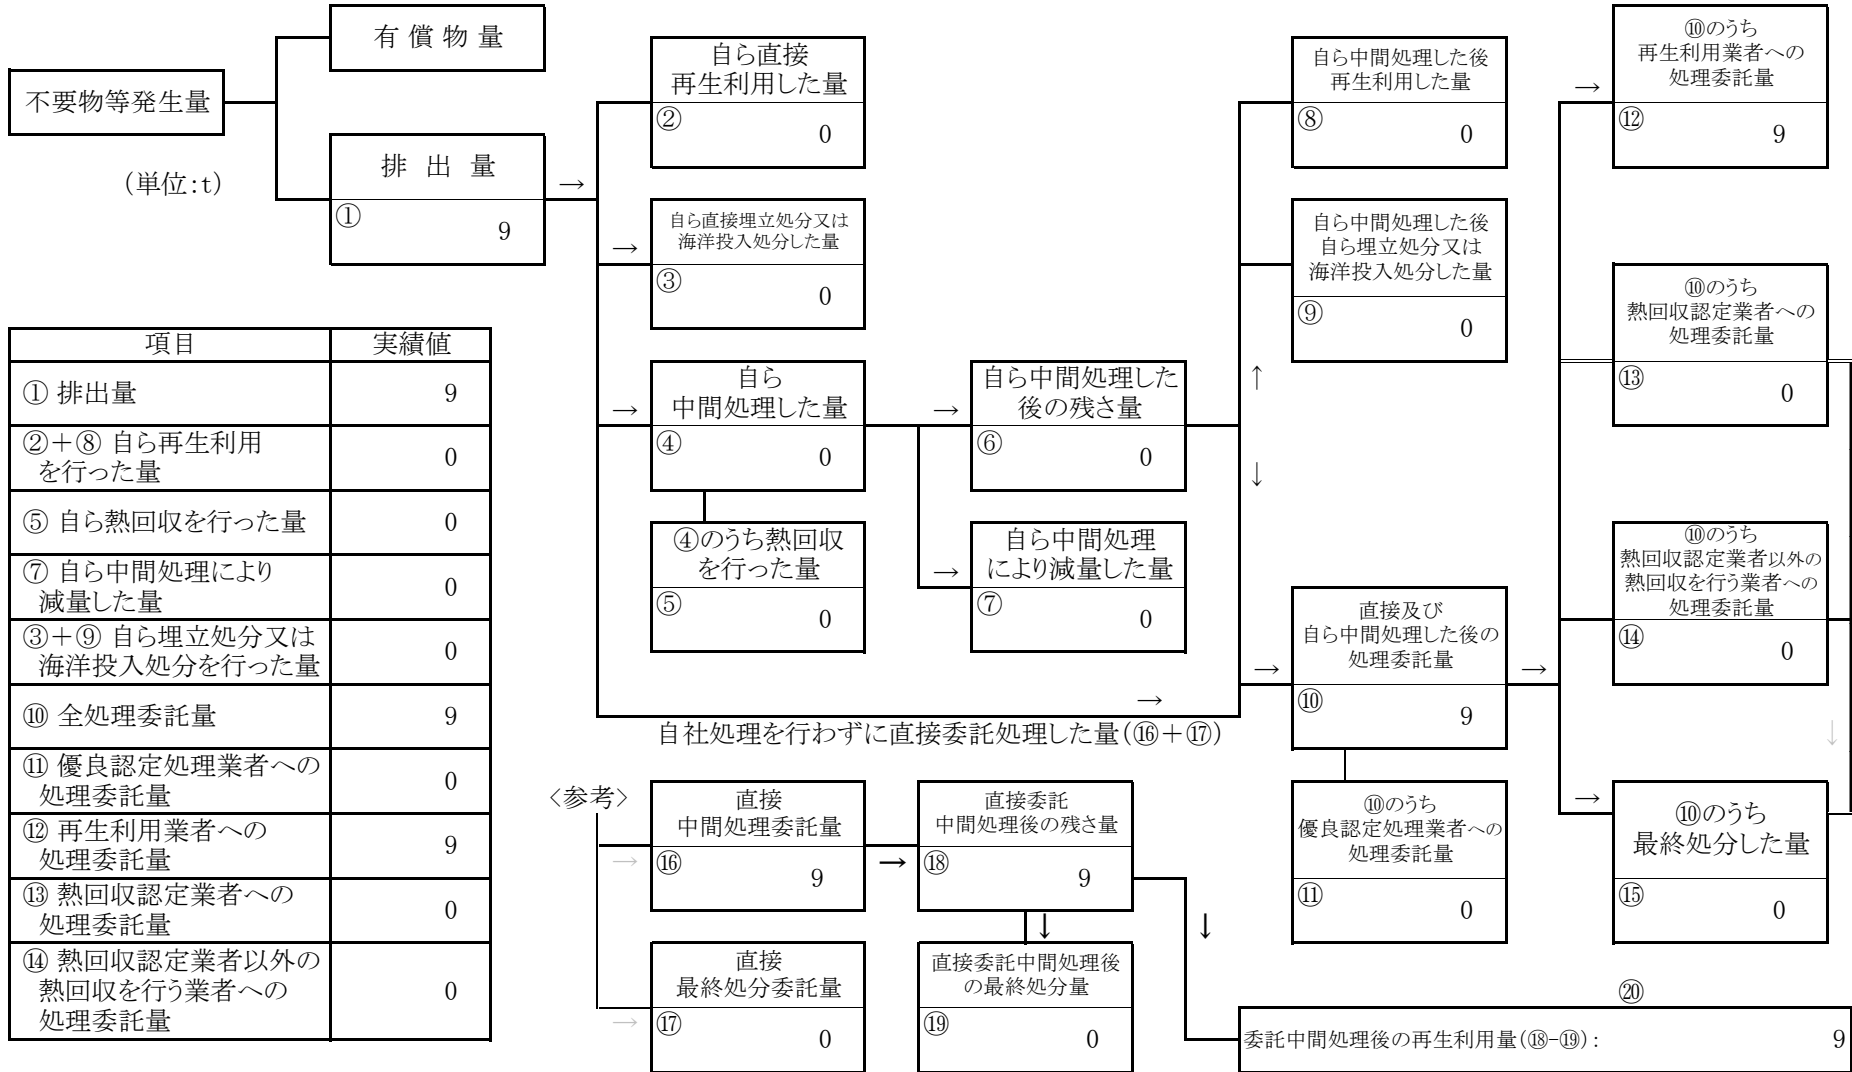 不要物等発生量
(単位:t)
有 償 物 量
排 出 量
①
9
→
自ら直接
再生利用した量
②
0
→
自ら直接埋立処分又は
海洋投入処分した量
③
0
→
自ら
中間処理した量
④
0
④のうち熱回収
を行った量
⑤
0
→
自ら中間処理した
後の残さ量
⑥
0
→
自ら中間処理
により減量した量
⑦
0
→
自社処理を行わずに直接委託処理した量(⑯+⑰)
自ら中間処理した後
再生利用した量
⑧
0
自ら中間処理した後
自ら埋立処分又は
海洋投入処分した量
⑨
0
↑
↓
→
直接及び
自ら中間処理した後の
処理委託量
⑩
9
→
⑩のうち
優良認定処理業者への
処理委託量
⑪
0
→
⑩のうち
再生利用業者への
処理委託量
⑫
9
⑩のうち
熱回収認定業者への
処理委託量
⑬
0
⑩のうち
熱回収認定業者以外の
熱回収を行う業者への
処理委託量
⑭
0
↓
→
⑩のうち
最終処分した量
⑮
0
項目 実績値
① 排出量 9
②+⑧ 自ら再生利用
を行った量 0
⑤ 自ら熱回収を行った量 0
⑦ 自ら中間処理により
減量した量 0
③+⑨ 自ら埋立処分又は
海洋投入処分を行った量 0
⑩ 全処理委託量 9
⑪ 優良認定処理業者への
処理委託量 0
⑫ 再生利用業者への
処理委託量 9
⑬ 熱回収認定業者への
処理委託量 0
⑭ 熱回収認定業者以外の
熱回収を行う業者への 0
処理委託量
<参考>
→
直接
中間処理委託量
⑯
9
→
直接委託
中間処理後の残さ量
⑱
9
↓
↓
→
直接
最終処分委託量
⑰
0
直接委託中間処理後
の最終処分量
⑲
0
⑳
委託中間処理後の再生利用量(⑱-⑲): 9